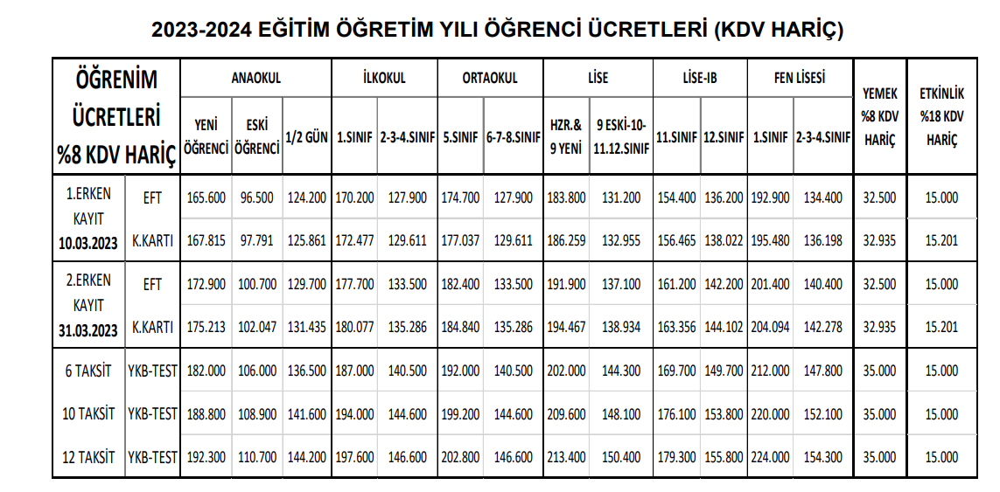 2023-2024 EĞİTİM ÖĞRETİM YILI ÖĞRENCİ ÜCRETLERİ (KDV HARİÇ)
ÖĞRENİM
ÜCRETLERİ
%8 KDV HARİÇ
ANAOKUL İLKOKUL ORTAOKUL LİSE LİSE-IB FEN LİSESİ
YEMEK
%8 KDV
HARİÇ
ETKİNLİK
%18 KDV
HARİÇ
YENİ
ÖĞRENCİ
ESKİ
ÖĞRENCİ
1/2 GÜN
1.SINIF
2-3-4.SINIF
5.SINIF
6-7-8.SINIF
HZR.&
9 YENİ
9 ESKİ-10-
11.12.SINIF
11.SINIF
12.SINIF
1.SINIF
2-3-4.SINIF
1.ERKEN
KAYIT
10.03.2023
EFT 165.600 96.500 124.200 170.200 127.900 174.700 127.900 183.800 131.200 154.400 136.200 192.900 134.400 32.500 15.000
K.KARTI 167.815 97.791 125.861 172.477 129.611 177.037 129.611 186.259 132.955 156.465 138.022 195.480 136.198 32.935 15.201
2.ERKEN
KAYIT
31.03.2023
EFT 172.900 100.700 129.700 177.700 133.500 182.400 133.500 191.900 137.100 161.200 142.200 201.400 140.400 32.500 15.000
K.KARTI 175.213 102.047 131.435 180.077 135.286 184.840 135.286 194.467 138.934 163.356 144.102 204.094 142.278 32.935 15.201
6 TAKSİT YKB-TEST 182.000 106.000 136.500 187.000 140.500 192.000 140.500 202.000 144.300 169.700 149.700 212.000 147.800 35.000 15.000
10 TAKSİT YKB-TEST 188.800 108.900 141.600 194.000 144.600 199.200 144.600 209.600 148.100 176.100 153.800 220.000 152.100 35.000 15.000
12 TAKSİT YKB-TEST 192.300 110.700 144.200 197.600 146.600 202.800 146.600 213.400 150.400 179.300 155.800 224.000 154.300 35.000 15.000